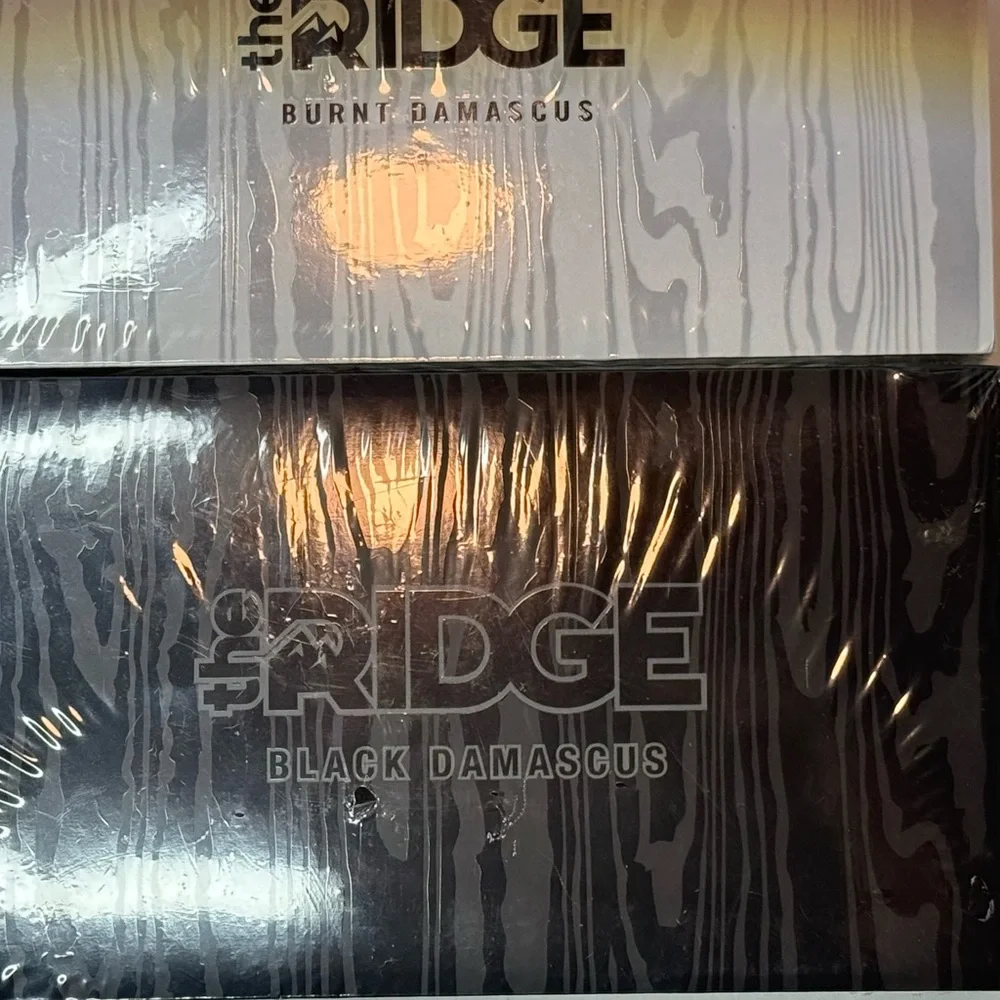 the RIDGE
BURNT DAMASCUS
the RIDGE
BLACK DAMASCUS